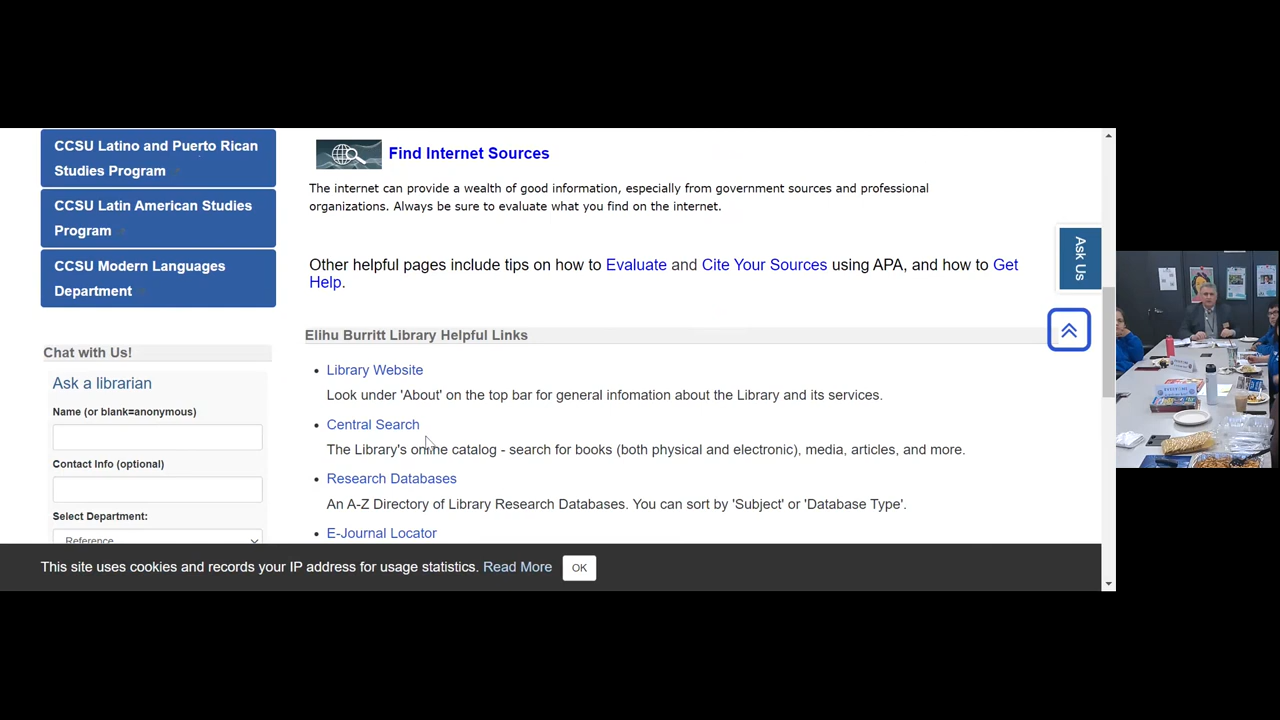 CCSU Latino and Puerto Rican
Studies Program
CCSU Latin American Studies
Program
CCSU Modern Languages
Department
Chat with Us!
Ask a librarian
Name (or blank=anonymous)
Contact Info (optional)
Select Department:
Reference
Find Internet Sources
The internet can provide a wealth of good information, especially from government sources and professional
organizations. Always be sure to evaluate what you find on the internet.
Other helpful pages include tips on how to Evaluate and Cite Your Sources using APA, and how to Get
Help.
Elihu Burritt Library Helpful Links
Library Website
Look under 'About' on the top bar for general infomation about the Library and its services.
Central Search
The Library's online catalog - search for books (both physical and electronic), media, articles, and more.
Research Databases
An A-Z Directory of Library Research Databases. You can sort by 'Subject' or 'Database Type'.
E-Journal Locator
Ask Us
This site uses cookies and records your IP address for usage statistics. Read More
OK